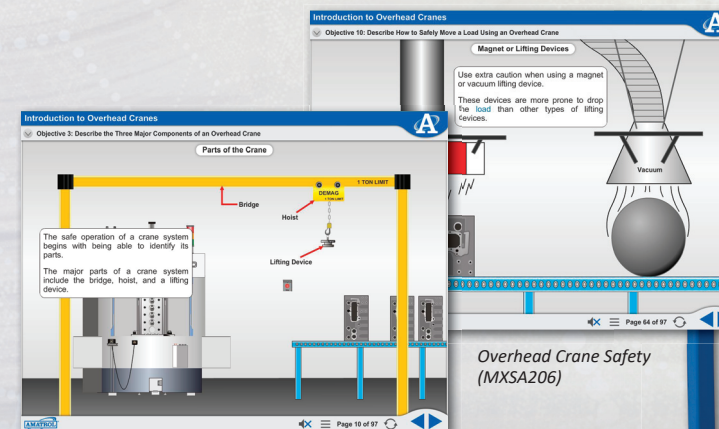 Introduction to Overhead Cranes
Objective 10: Describe How to Safely Move a Load Using an Overhead Crane
Magnet or Lifting Devices
Use extra caution when using a magnet
or vacuum lifting device.
These devices are more prone to drop
the load than other types of lifting
devices.
Vacuum
Page 64 of 97
Introduction to Overhead Cranes
Objective 3: Describe the Three Major Components of an Overhead Crane
Parts of the Crane
1 TON LIMIT
DEMAG
1 TON LIMIT
Bridge
Hoist
Lifting Device
The safe operation of a crane system
begins with being able to identify its
parts.
The major parts of a crane system
include the bridge, hoist, and a lifting
device.
AMATROL
Page 10 of 97
Overhead Crane Safety
(MXSA206)